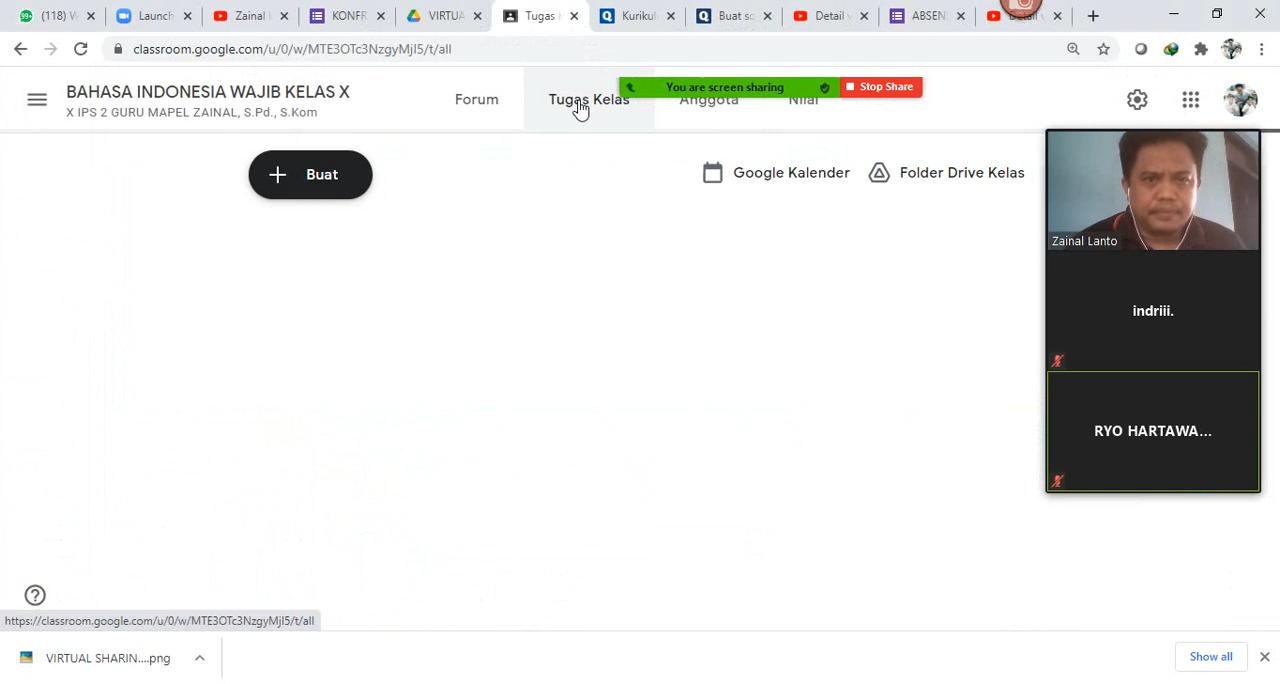 (118) W
Launch
Zainal L
KONFR
VIRTUA
Tugas
Kurikul
Buat so
Detail v
ABSEN
Detail v
classroom.google.com/u/0/w/MTE3OTc3NzgyMjI5/t/all
BAHASA INDONESIA WAJIB KELAS X
X IPS 2 GURU MAPEL ZAINAL, S.Pd., S.Kom
Forum
Tugas Kelas
Anggota
Nilai
You are screen sharing
Stop Share
Buat
Google Kalender
Folder Drive Kelas
Zainal Lanto
indriii.
RYO HARTAWA...
https://classroom.google.com/u/0/w/MTE3OTc3NzgyMjI5/t/all
VIRTUAL SHARIN....png
Show all